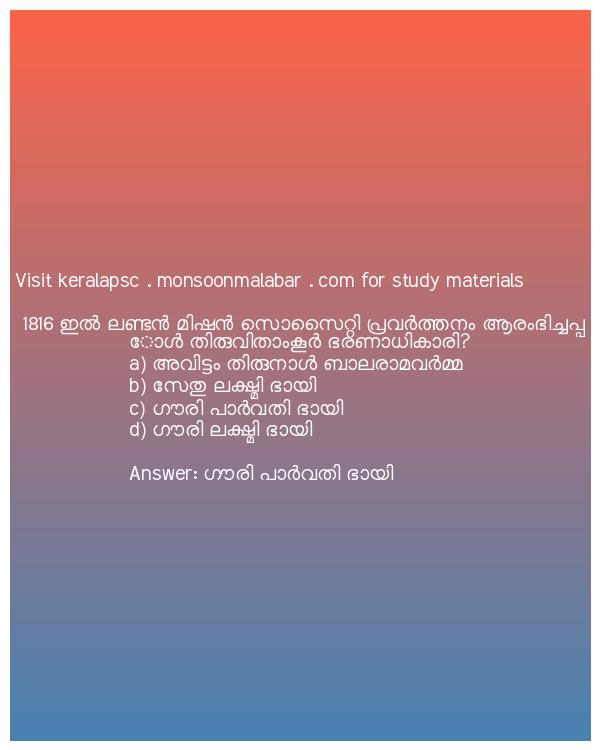 Visit keralapsc . monsoonmalabar . com for study materials
1816 ഇൽ ലണ്ടൻ മിഷൻ സൊസൈറ്റി പ്രവർത്തനം ആരംഭിച്ചപ്പ
ോൾ തിരുവിതാംകൂർ ഭരണാധികാരി?
a) അവിട്ടം തിരുനാൾ ബാലരാമവർമ്മ
b) സേതു ലക്ഷ്മി ഭായി
c) ഗൗരി പാർവതി ഭായി
d) ഗൗരി ലക്ഷ്മി ഭായി
Answer: ഗൗരി പാർവതി ഭായി